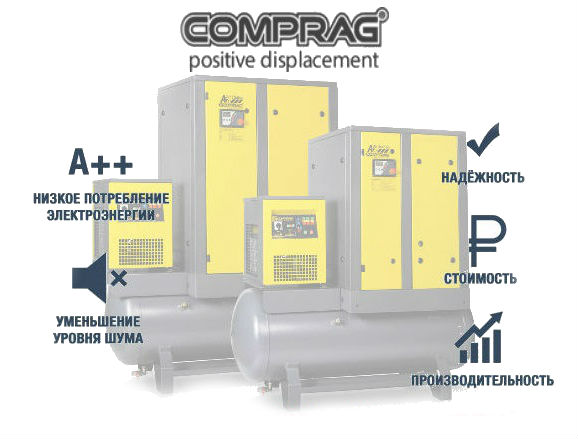 COMPRAG®
positive displacement
A++
НИЗКОЕ ПОТРЕБЛЕНИЕ
ЭЛЕКТРОЭНЕРГИИ
УМЕНЬШЕНИЕ
УРОВНЯ ШУМА
НАДЁЖНОСТЬ
₽
СТОИМОСТЬ
ПРОИЗВОДИТЕЛЬНОСТЬ